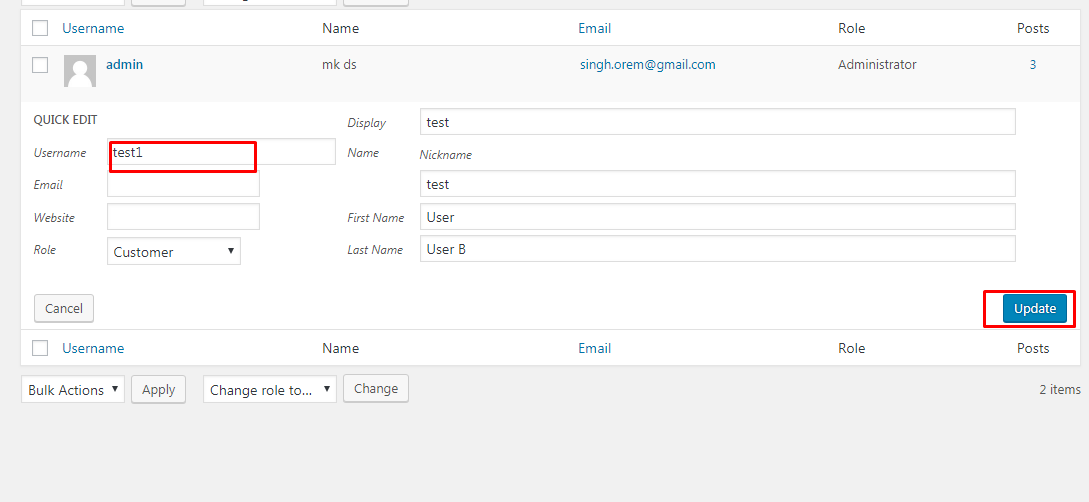 Username Name Email Role Posts
admin mk ds singh.orem@gmail.com Administrator 3
QUICK EDIT
Display test
Username test1 Name Nickname
Email test
Website First Name User
Role Customer Last Name User B
Cancel Update
Username Name Email Role Posts
Bulk Actions Apply Change role to... Change 2 items